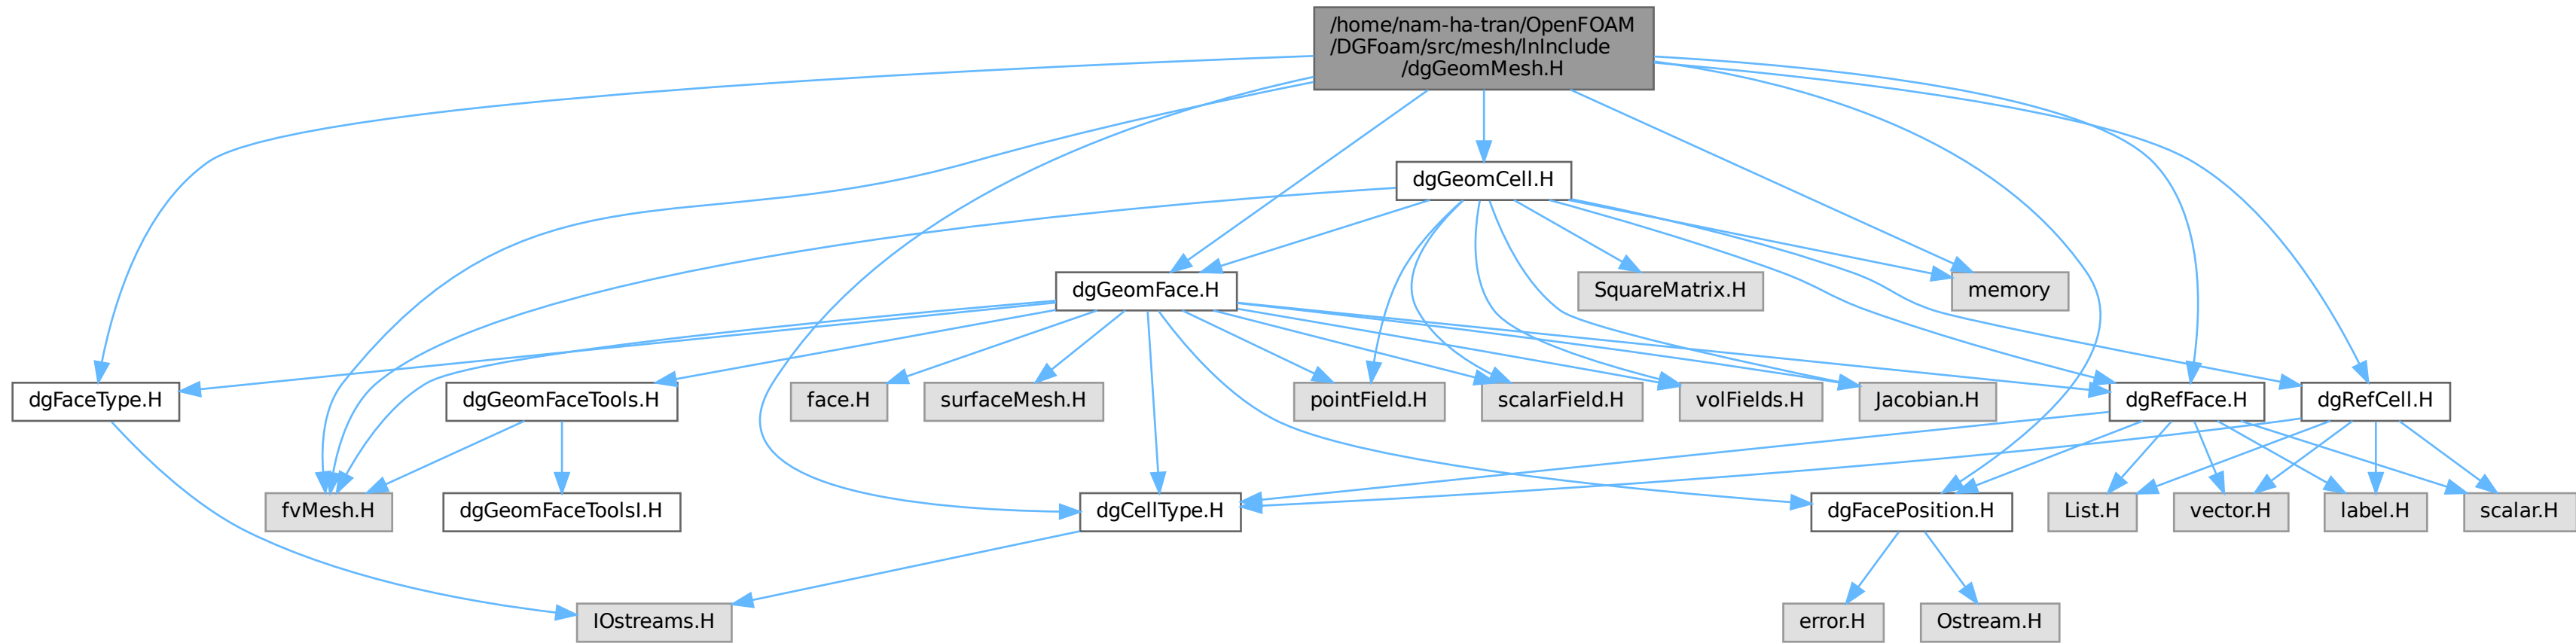 /home/nam-ha-tran/OpenFOAM
/DGFoam/src/mesh/lnInclude
/dgGeomMesh.H
dgGeomCell.H
dgGeomFace.H
SquareMatrix.H
memory
dgFaceType.H
dgGeomFaceTools.H
face.H
surfaceMesh.H
pointField.H
scalarField.H
volFields.H
Jacobian.H
dgRefFace.H
dgRefCell.H
fvMesh.H
dgGeomFaceToolsI.H
dgCellType.H
dgFacePosition.H
List.H
vector.H
label.H
scalar.H
IOstreams.H
error.H
Ostream.H